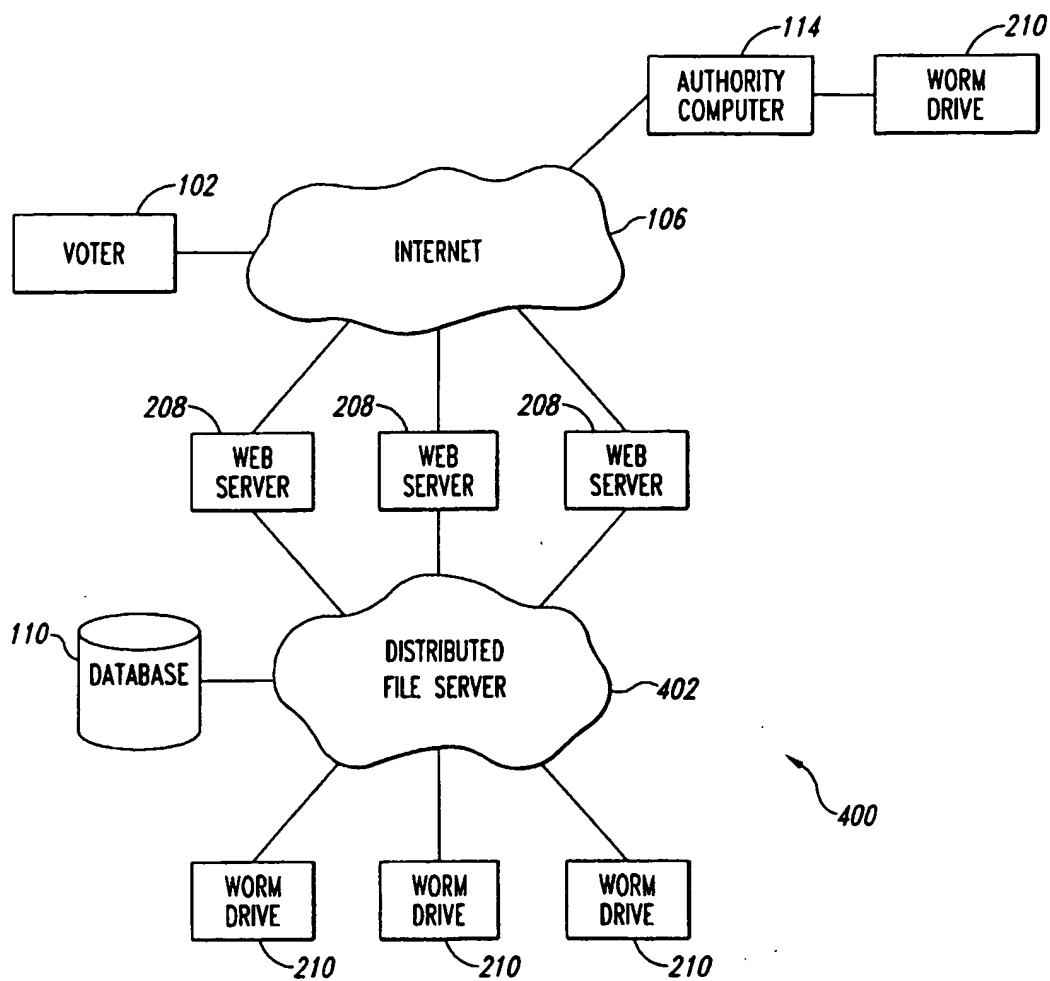 114
210
AUTHORITY
COMPUTER
WORM
DRIVE
102
VOTER
INTERNET
106
208
208
208
WEB
SERVER
WEB
SERVER
WEB
SERVER
110
DATABASE
DISTRIBUTED
FILE SERVER
402
400
WORM
DRIVE
WORM
DRIVE
WORM
DRIVE
210
210
210